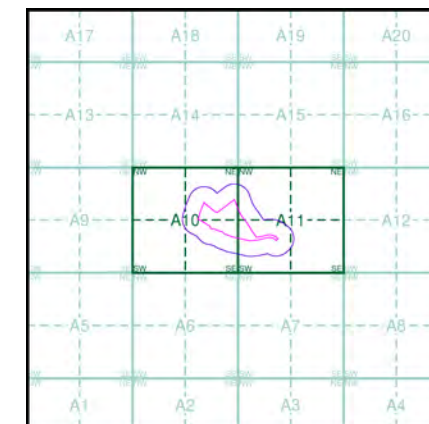 A17 A18 A19 A20
A13 A14 A15 A16
NW NE NW NE
A9 A10 A11 A12
SW SE SW SE
A5 A6 A7 A8
A1 A2 A3 A4